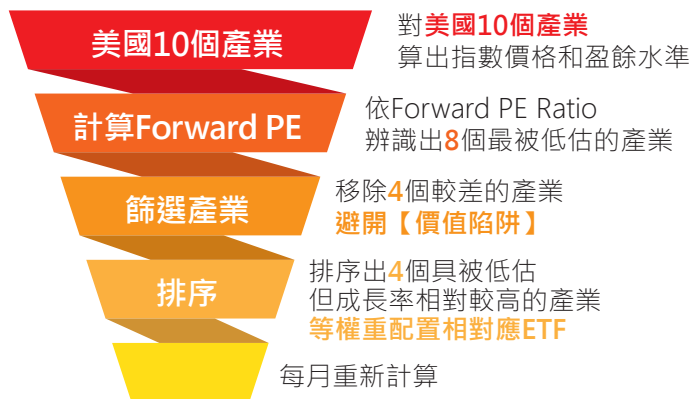 美國10個產業
對美國10個產業
算出指數價格和盈餘水準
計算Forward PE
依Forward PE Ratio
辨識出8個最被低估的產業
篩選產業
移除4個較差的產業
避開【價值陷阱】
排序
排序出4個具被低估
但成長率相對較高的產業
等權重配置相對應ETF
每月重新計算